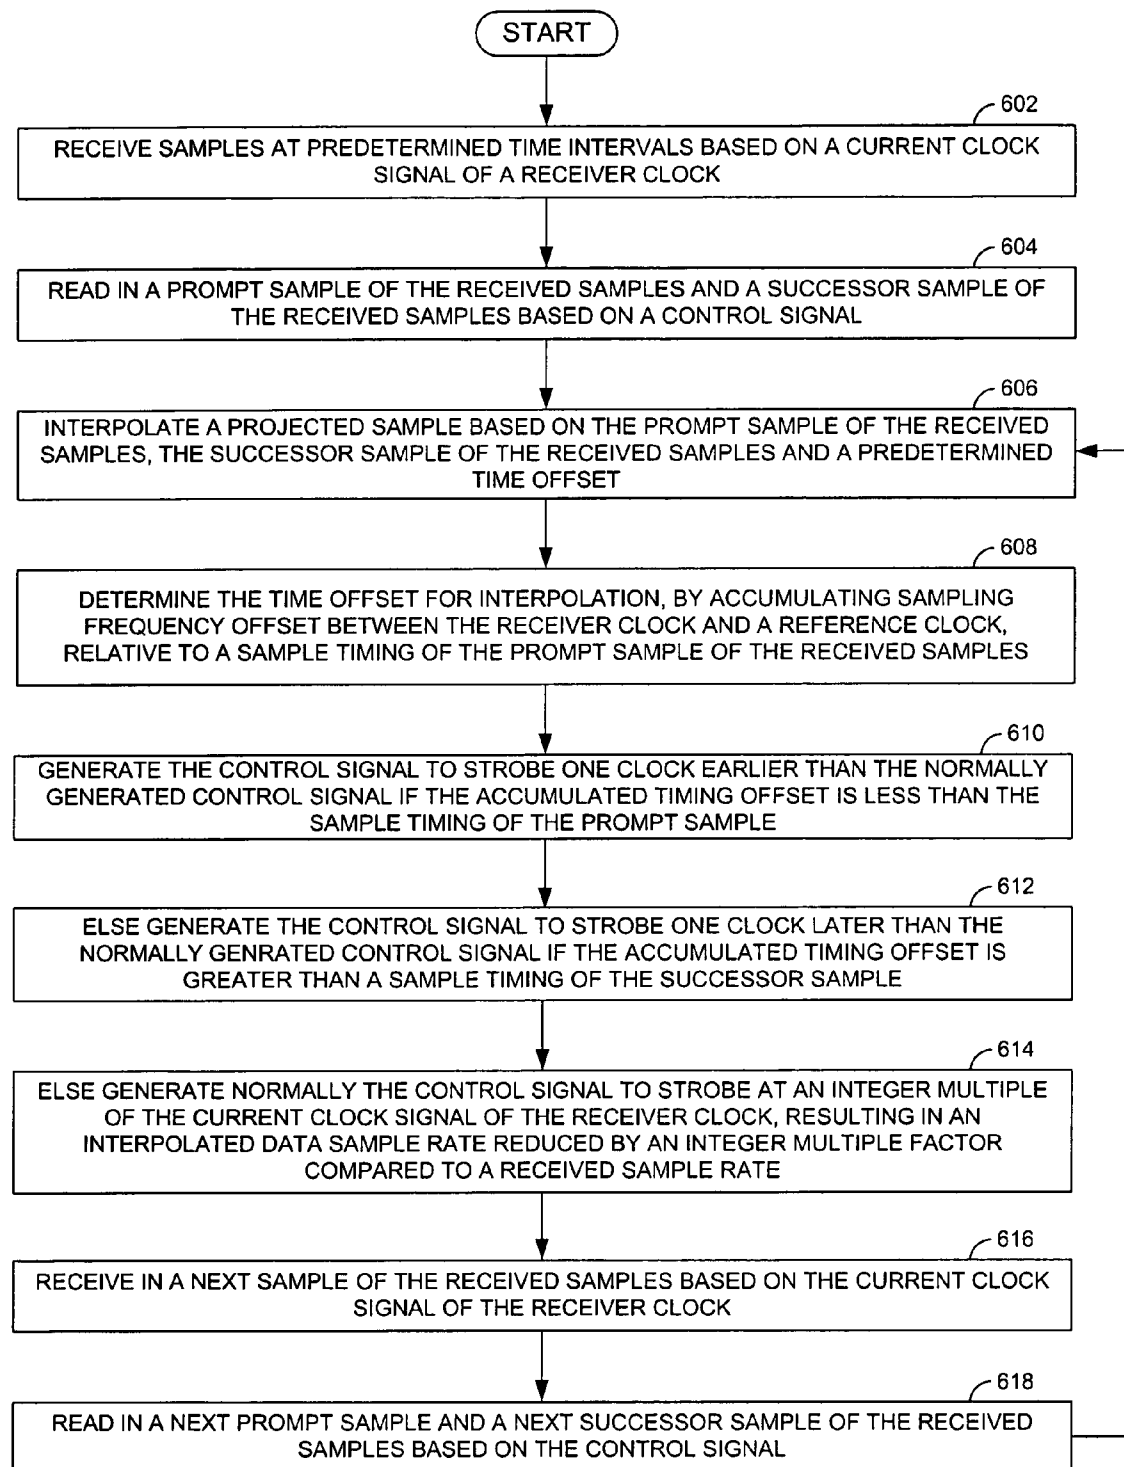 START
602
RECEIVE SAMPLES AT PREDETERMINED TIME INTERVALS BASED ON A CURRENT CLOCK
SIGNAL OF A RECEIVER CLOCK
604
READ IN A PROMPT SAMPLE OF THE RECEIVED SAMPLES AND A SUCCESSOR SAMPLE OF
THE RECEIVED SAMPLES BASED ON A CONTROL SIGNAL
606
INTERPOLATE A PROJECTED SAMPLE BASED ON THE PROMPT SAMPLE OF THE RECEIVED
SAMPLES, THE SUCCESSOR SAMPLE OF THE RECEIVED SAMPLES AND A PREDETERMINED
TIME OFFSET
608
DETERMINE THE TIME OFFSET FOR INTERPOLATION, BY ACCUMULATING SAMPLING
FREQUENCY OFFSET BETWEEN THE RECEIVER CLOCK AND A REFERENCE CLOCK,
RELATIVE TO A SAMPLE TIMING OF THE PROMPT SAMPLE OF THE RECEIVED SAMPLES
610
GENERATE THE CONTROL SIGNAL TO STROBE ONE CLOCK EARLIER THAN THE NORMALLY
GENERATED CONTROL SIGNAL IF THE ACCUMULATED TIMING OFFSET IS LESS THAN THE
SAMPLE TIMING OF THE PROMPT SAMPLE
612
ELSE GENERATE THE CONTROL SIGNAL TO STROBE ONE CLOCK LATER THAN THE
NORMALLY GENRATED CONTROL SIGNAL IF THE ACCUMULATED TIMING OFFSET IS
GREATER THAN A SAMPLE TIMING OF THE SUCCESSOR SAMPLE
614
ELSE GENERATE NORMALLY THE CONTROL SIGNAL TO STROBE AT AN INTEGER MULTIPLE
OF THE CURRENT CLOCK SIGNAL OF THE RECEIVER CLOCK, RESULTING IN AN
INTERPOLATED DATA SAMPLE RATE REDUCED BY AN INTEGER MULTIPLE FACTOR
COMPARED TO A RECEIVED SAMPLE RATE
616
RECEIVE IN A NEXT SAMPLE OF THE RECEIVED SAMPLES BASED ON THE CURRENT CLOCK
SIGNAL OF THE RECEIVER CLOCK
618
READ IN A NEXT PROMPT SAMPLE AND A NEXT SUCCESSOR SAMPLE OF THE RECEIVED
SAMPLES BASED ON THE CONTROL SIGNAL